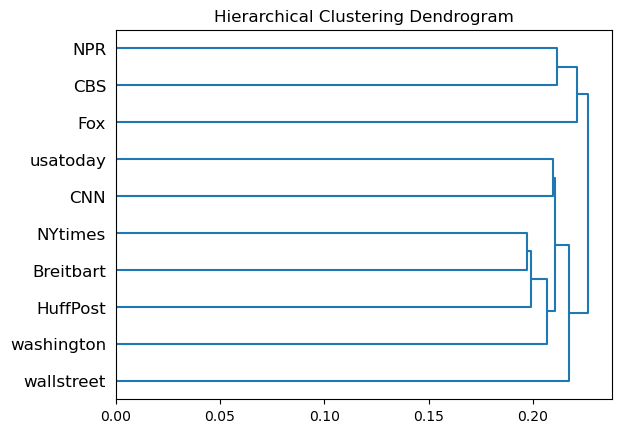 Hierarchical Clustering Dendrogram
NPR
CBS
Fox
usatoday
CNN
NYtimes
Breitbart
HuffPost
washington
wallstreet
0.00 0.05 0.10 0.15 0.20